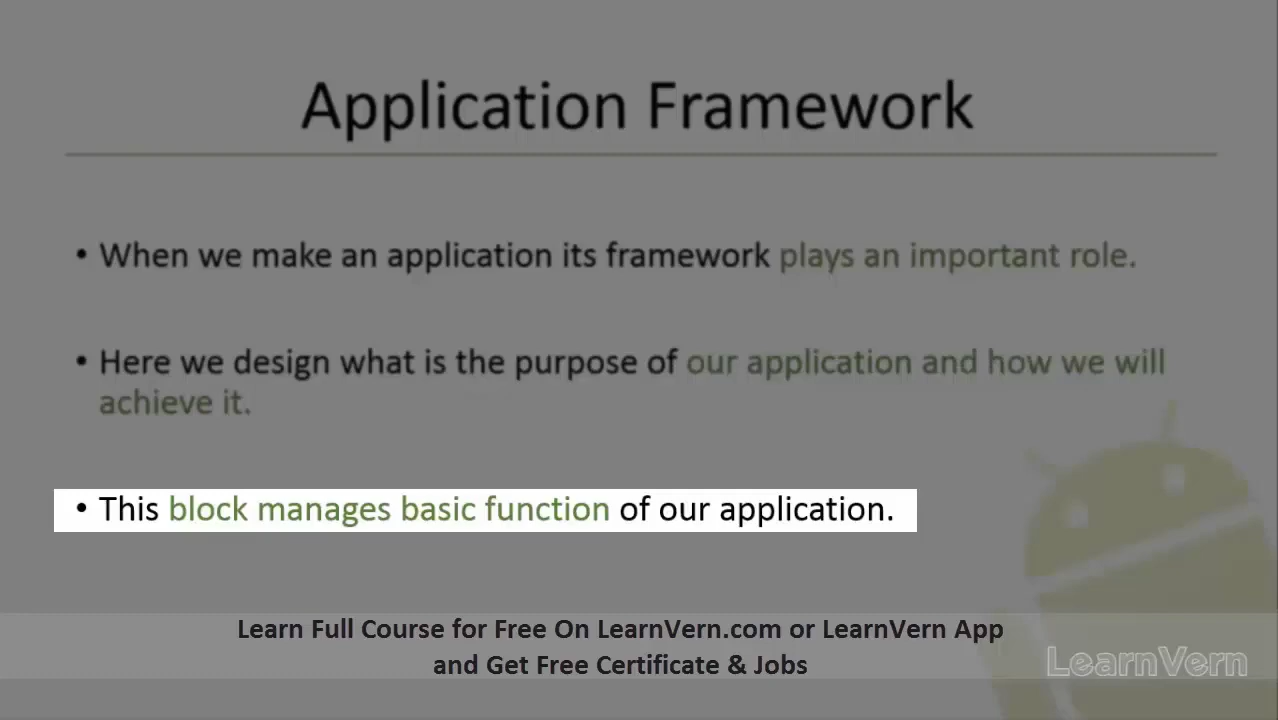 Application Framework
• When we make an application its framework plays an important role.
• Here we design what is the purpose of our application and how we will
achieve it.
• This block manages basic function of our application.
Learn Full Course for Free On LearnVern.com or LearnVern App
and Get Free Certificate & Jobs
LearnVern